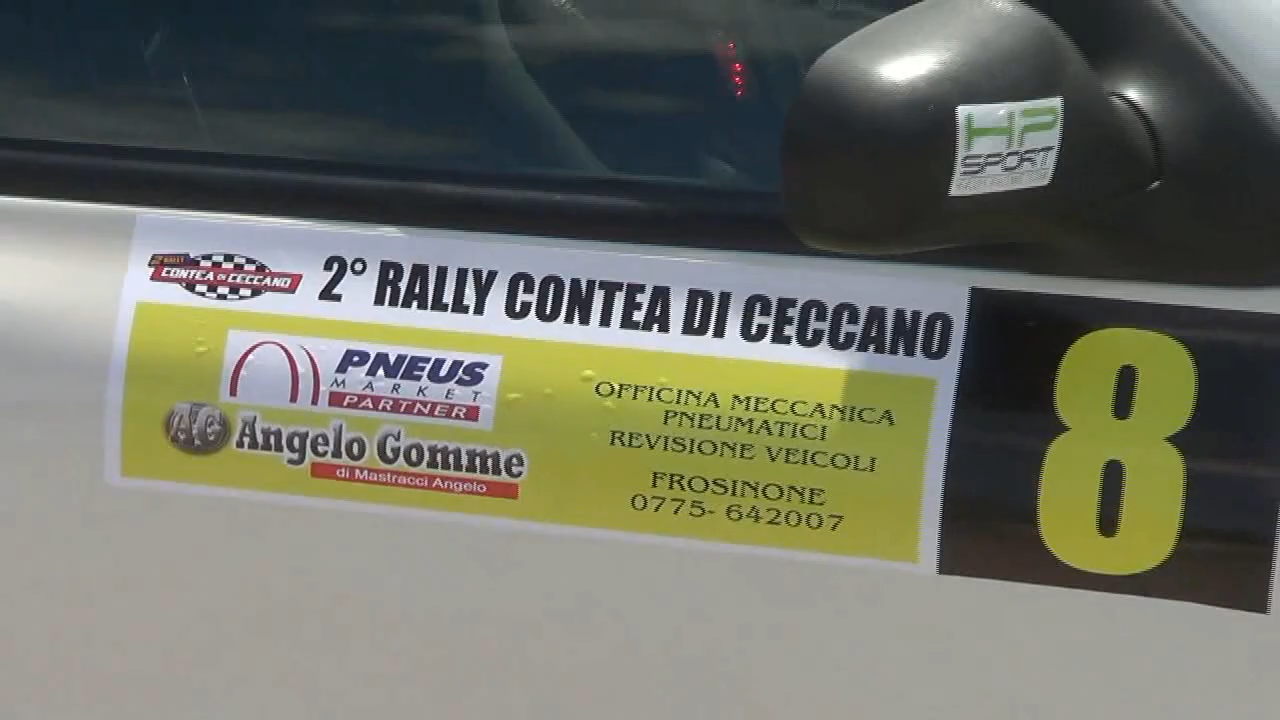 HP
SPORT
2° RALLY
CONTEA DI CECCANO
2° RALLY CONTEA DI CECCANO
8
PNEUS
MARKET
PARTNER
AG Angelo Gomme
di Mastracci Angelo
OFFICINA MECCANICA
PNEUMATICI
REVISIONE VEICOLI
FROSINONE
0775- 642007